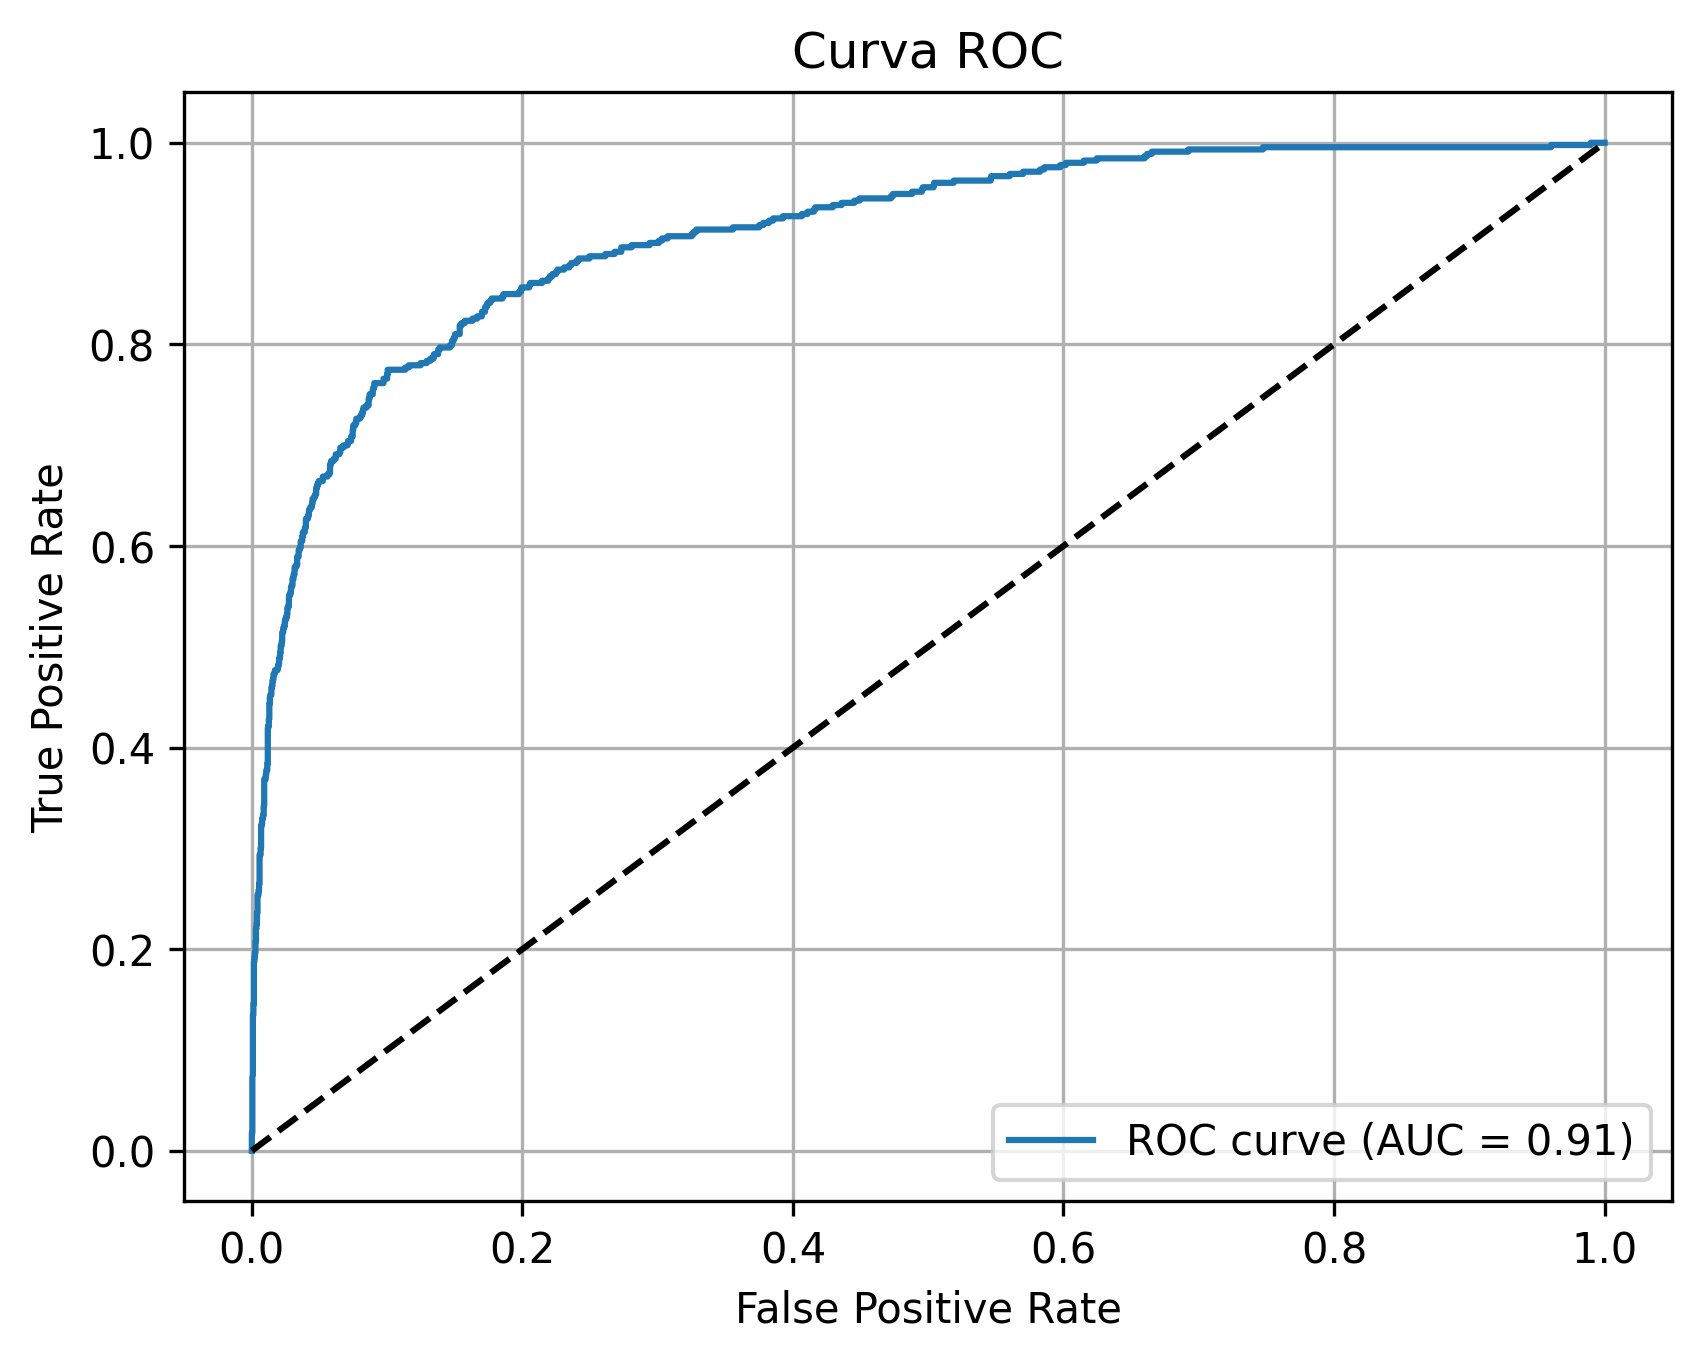 Curva ROC
1.0
0.8
0.6
0.4
0.2
0.0
True Positive Rate
ROC curve (AUC = 0.91)
0.0 0.2 0.4 0.6 0.8 1.0
False Positive Rate